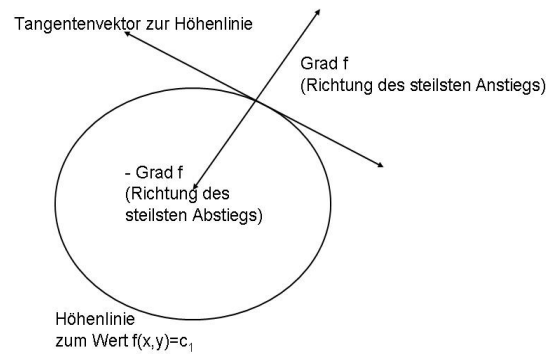 Tangentenvektor zur Höhenlinie
Grad f
(Richtung des steilsten Anstiegs)
- Grad f
(Richtung des
steilsten Abstiegs)
Höhenlinie
zum Wert f(x,y)=c₁